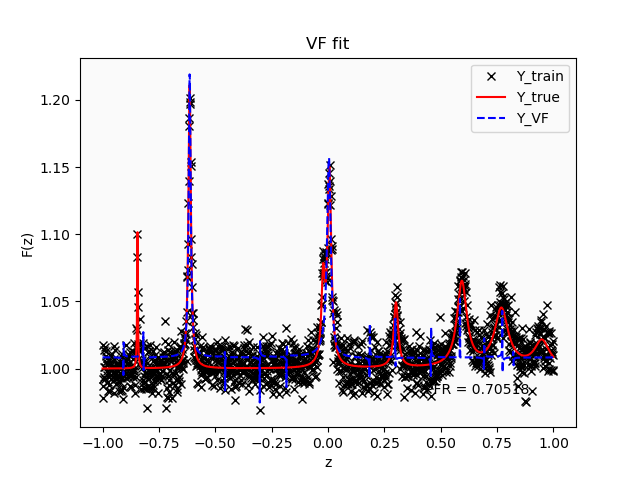 VF fit
Y_train
Y_true
Y_VF
1.20
1.15
1.10
1.05
1.00
F(z)
FR = 0.70518
−1.00 −0.75 −0.50 −0.25 0.00 0.25 0.50 0.75 1.00
z